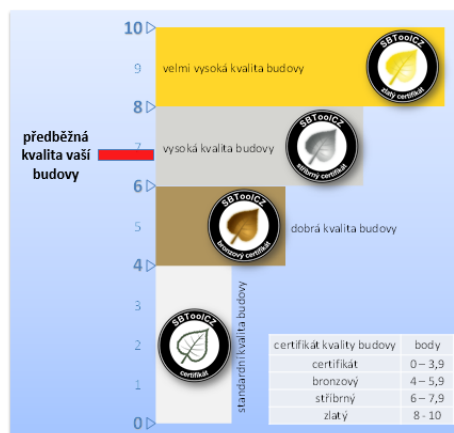 10
9
velmi vysoká kvalita budovy
SBToolCZ
zlatý certifikát
8
předběžná
kvalita vaší
budovy
7
vysoká kvalita budovy
SBToolCZ
stříbrný certifikát
6
5
SBToolCZ
bronzový certifikát
dobrá kvalita budovy
4
3
2
SBToolCZ
certifikát
standardní kvalita budovy
1
0
certifikát kvality budovy body
certifikát 0 – 3,9
bronzový 4 – 5,9
stříbrný 6 – 7,9
zlatý 8 - 10